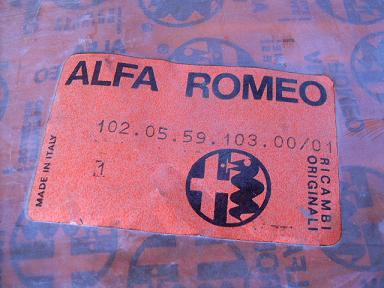 ALFA ROMEO
102.05.59.103.00/01
1
MADE IN ITALY
RICAMBI
ORIGINALI